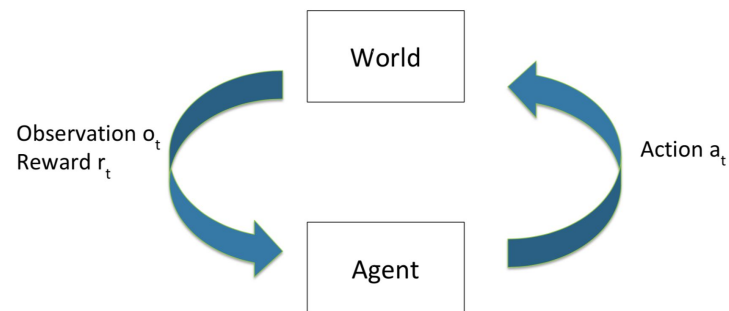 World
Observation oₜ
Reward rₜ
Action aₜ
Agent